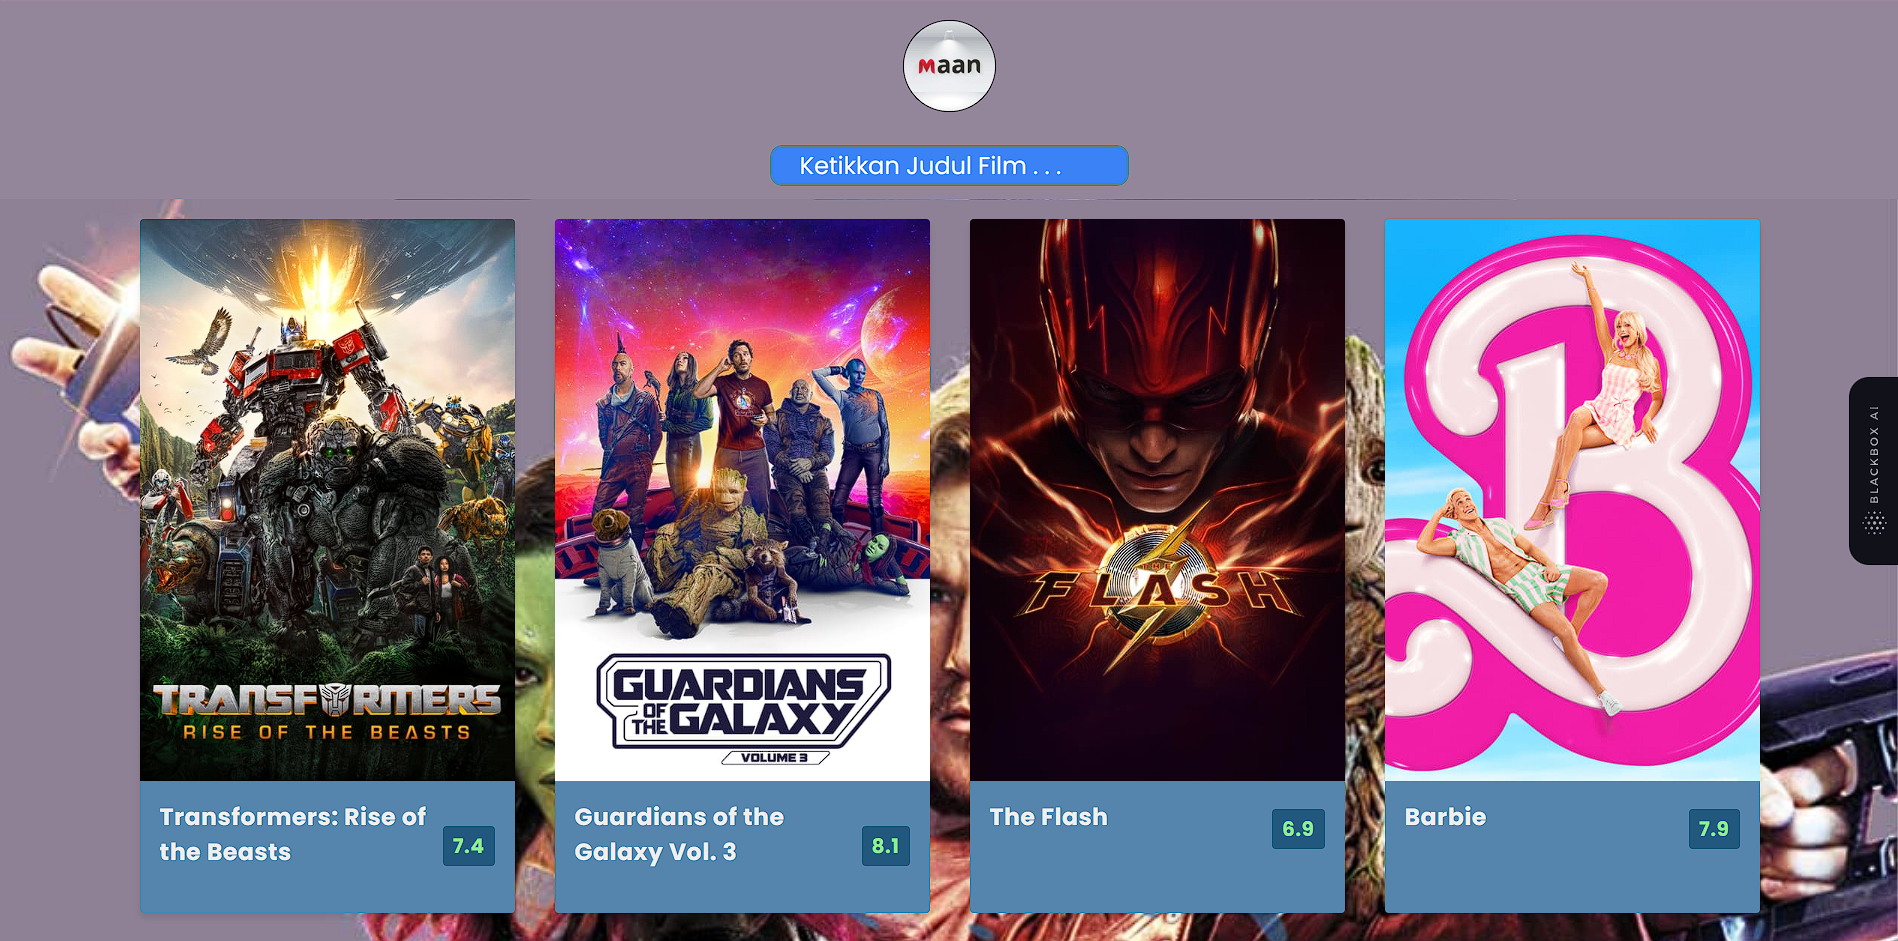 maan
Ketikkan Judul Film . . .
TRANSFORMERS
RISE OF THE BEASTS
GUARDIANS
OF THE GALAXY
VOLUME 3
THE
FLASH
B
Transformers: Rise of
the Beasts
7.4
Guardians of the
Galaxy Vol. 3
8.1
The Flash
6.9
Barbie
7.9
BLACKBOX AI